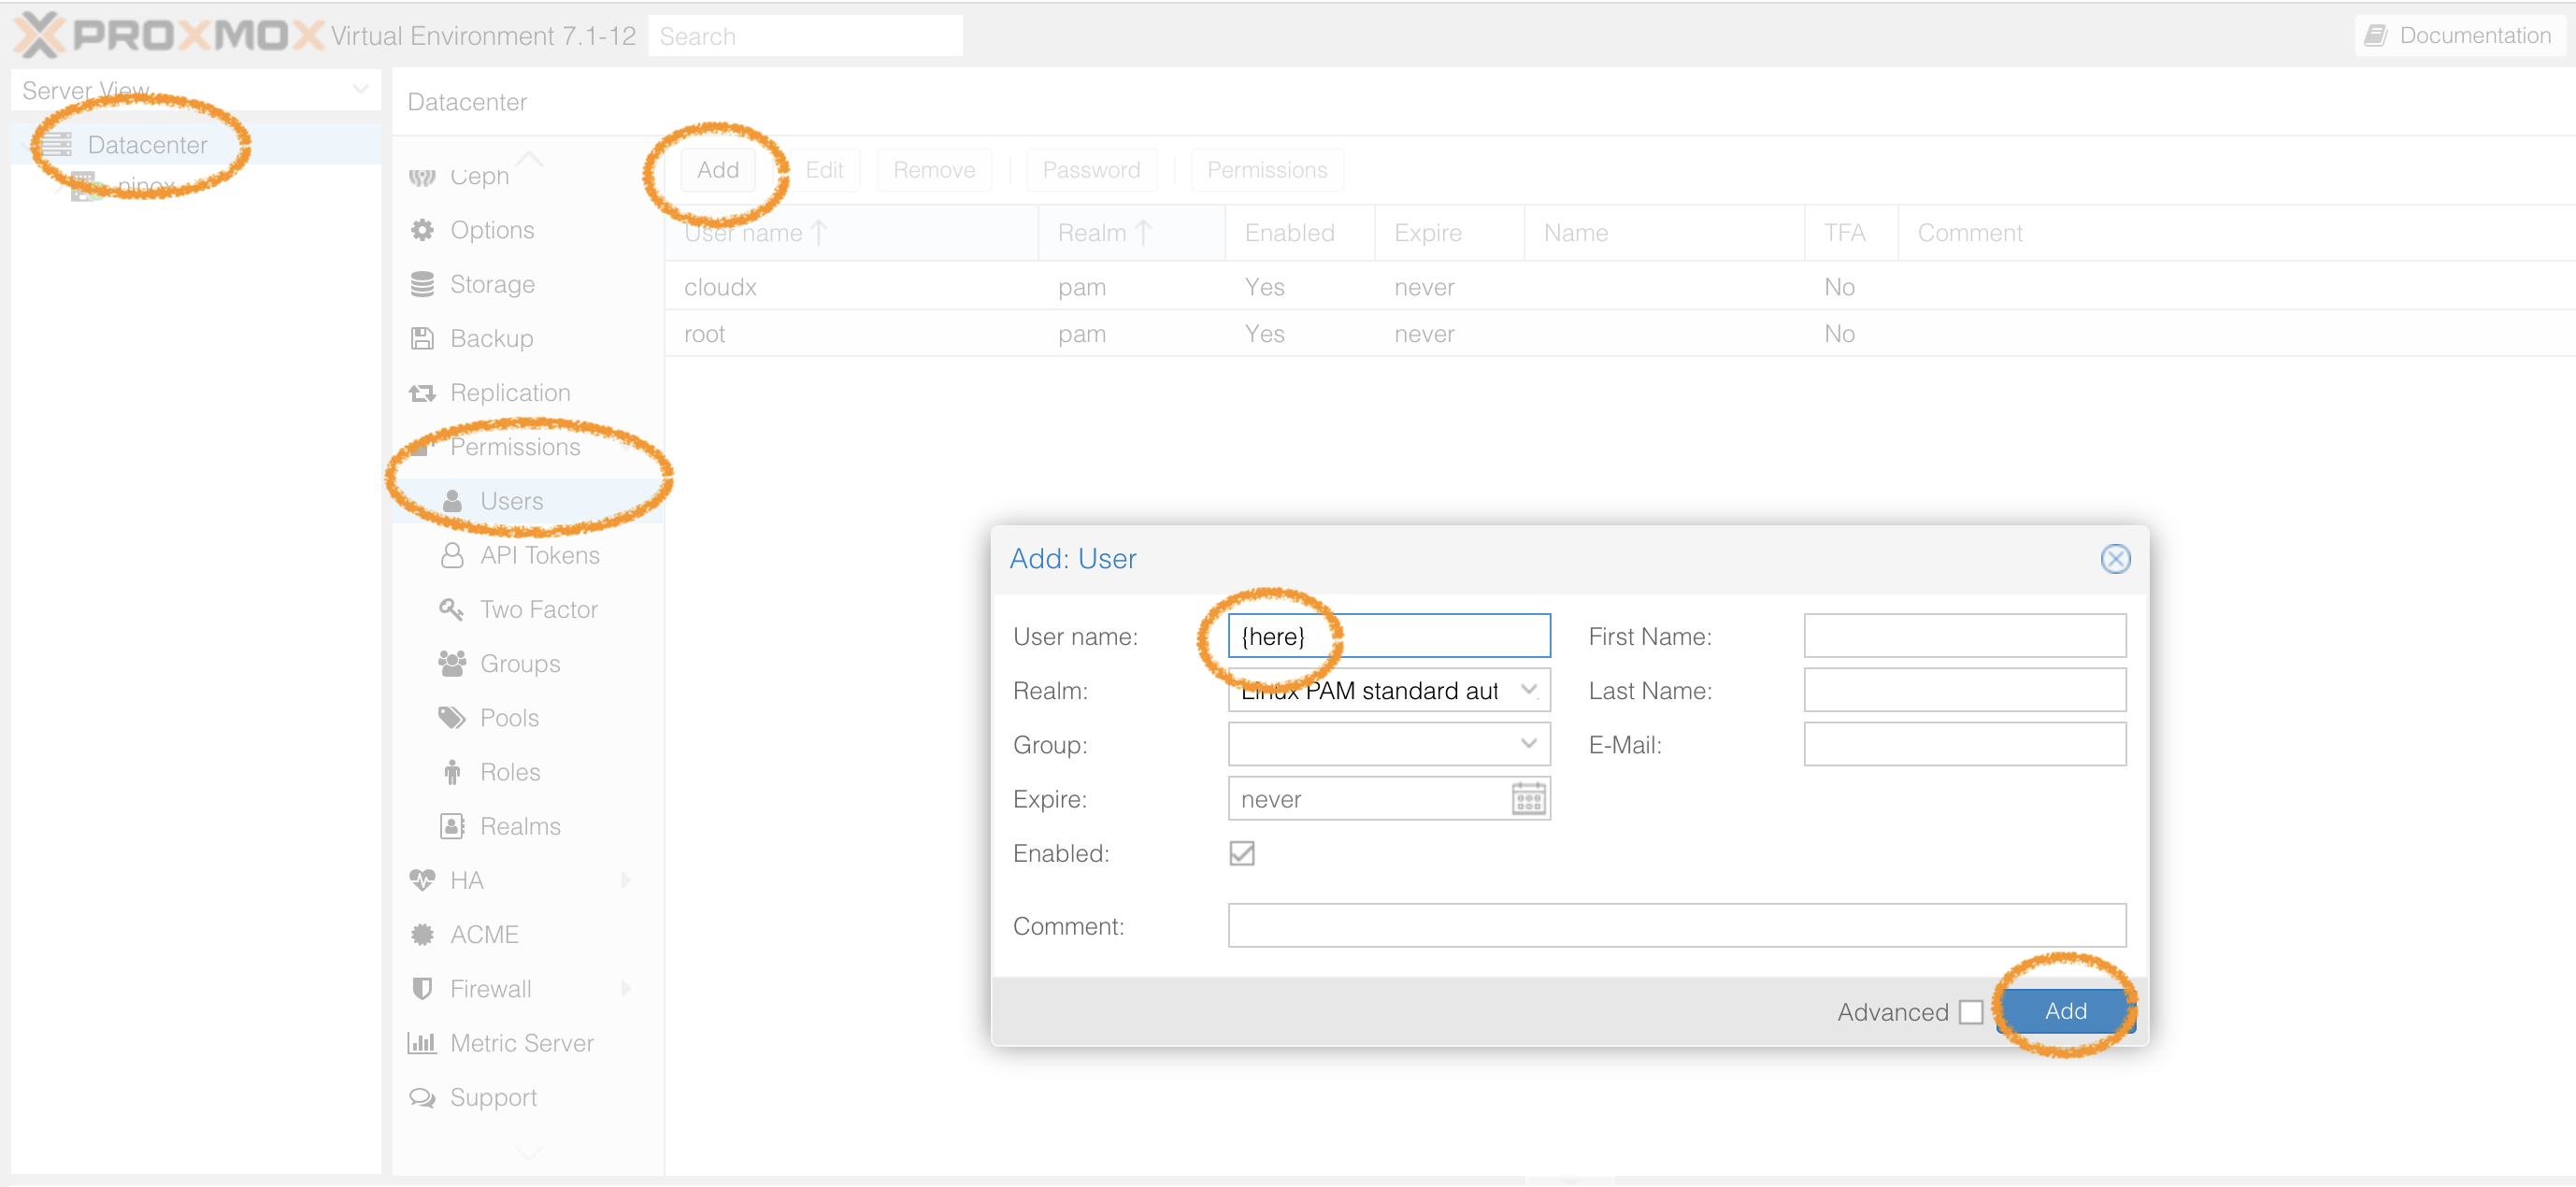 PROXMOX Virtual Environment 7.1-12 Search Documentation
Server View
Datacenter
pinox
Datacenter
Ceph
Options
Storage
Backup
Replication
Permissions
Users
API Tokens
Two Factor
Groups
Pools
Roles
Realms
HA
ACME
Firewall
Metric Server
Support
Add Edit Remove Password Permissions
User name Realm Enabled Expire Name TFA Comment
cloudx pam Yes never No
root pam Yes never No
Add: User
User name: {here} First Name:
Realm: Linux PAM standard aut Last Name:
Group: E-Mail:
Expire: never
Enabled:
Comment:
Advanced Add